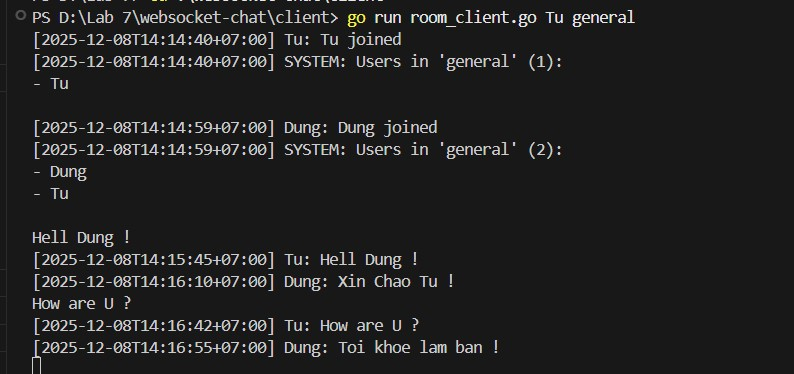 PS D:\Lab 7\websocket-chat\client> go run room_client.go Tu general
[2025-12-08T14:14:40+07:00] Tu: Tu joined
[2025-12-08T14:14:40+07:00] SYSTEM: Users in 'general' (1):
- Tu
[2025-12-08T14:14:59+07:00] Dung: Dung joined
[2025-12-08T14:14:59+07:00] SYSTEM: Users in 'general' (2):
- Dung
- Tu
Hell Dung !
[2025-12-08T14:15:45+07:00] Tu: Hell Dung !
[2025-12-08T14:16:10+07:00] Dung: Xin Chao Tu !
How are U ?
[2025-12-08T14:16:42+07:00] Tu: How are U ?
[2025-12-08T14:16:55+07:00] Dung: Toi khoe lam ban !